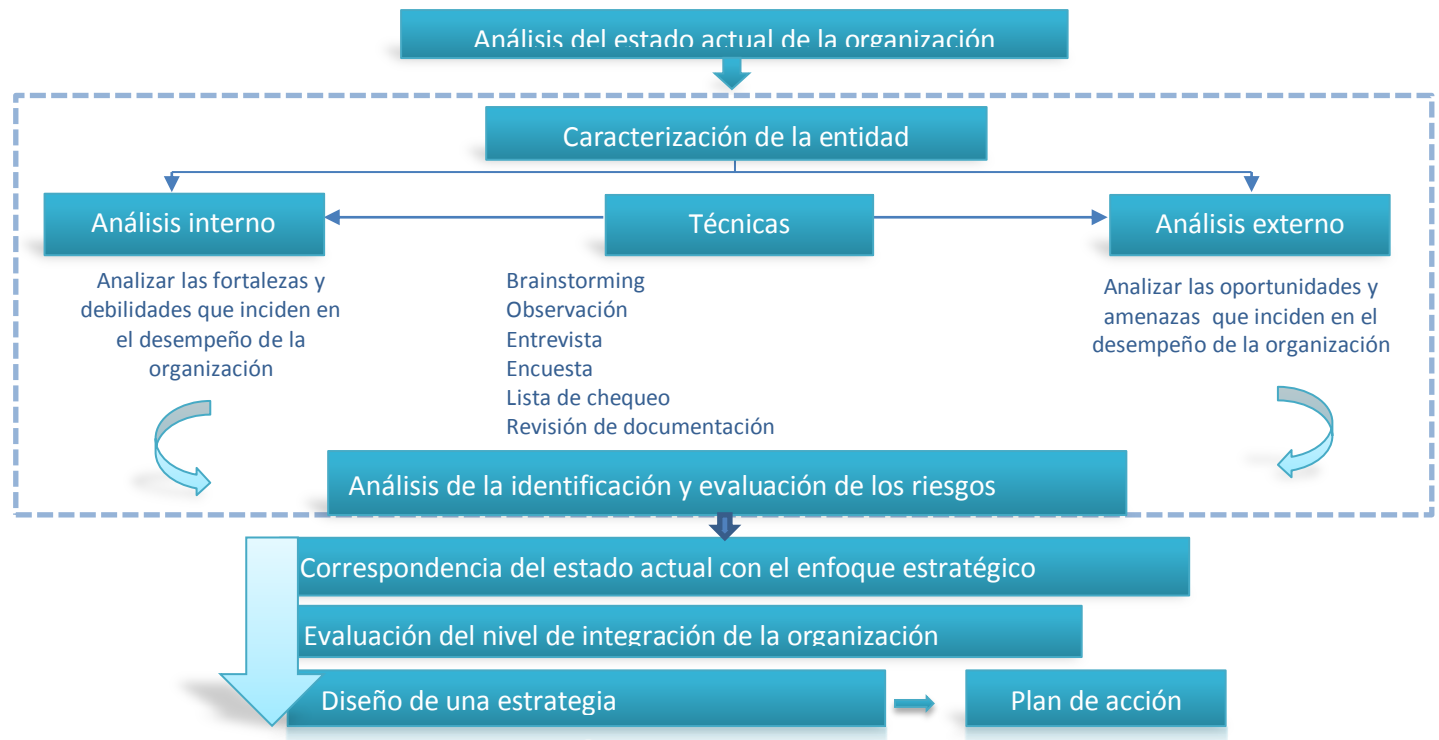 Análisis del estado actual de la organización
Caracterización de la entidad
Análisis interno
Técnicas
Análisis externo
Analizar las fortalezas y
debilidades que inciden en
el desempeño de la
organización
Brainstorming
Observación
Entrevista
Encuesta
Lista de chequeo
Revisión de documentación
Analizar las oportunidades y
amenazas que inciden en el
desempeño de la organización
Análisis de la identificación y evaluación de los riesgos
Correspondencia del estado actual con el enfoque estratégico
Evaluación del nivel de integración de la organización
Diseño de una estrategia
Plan de acción